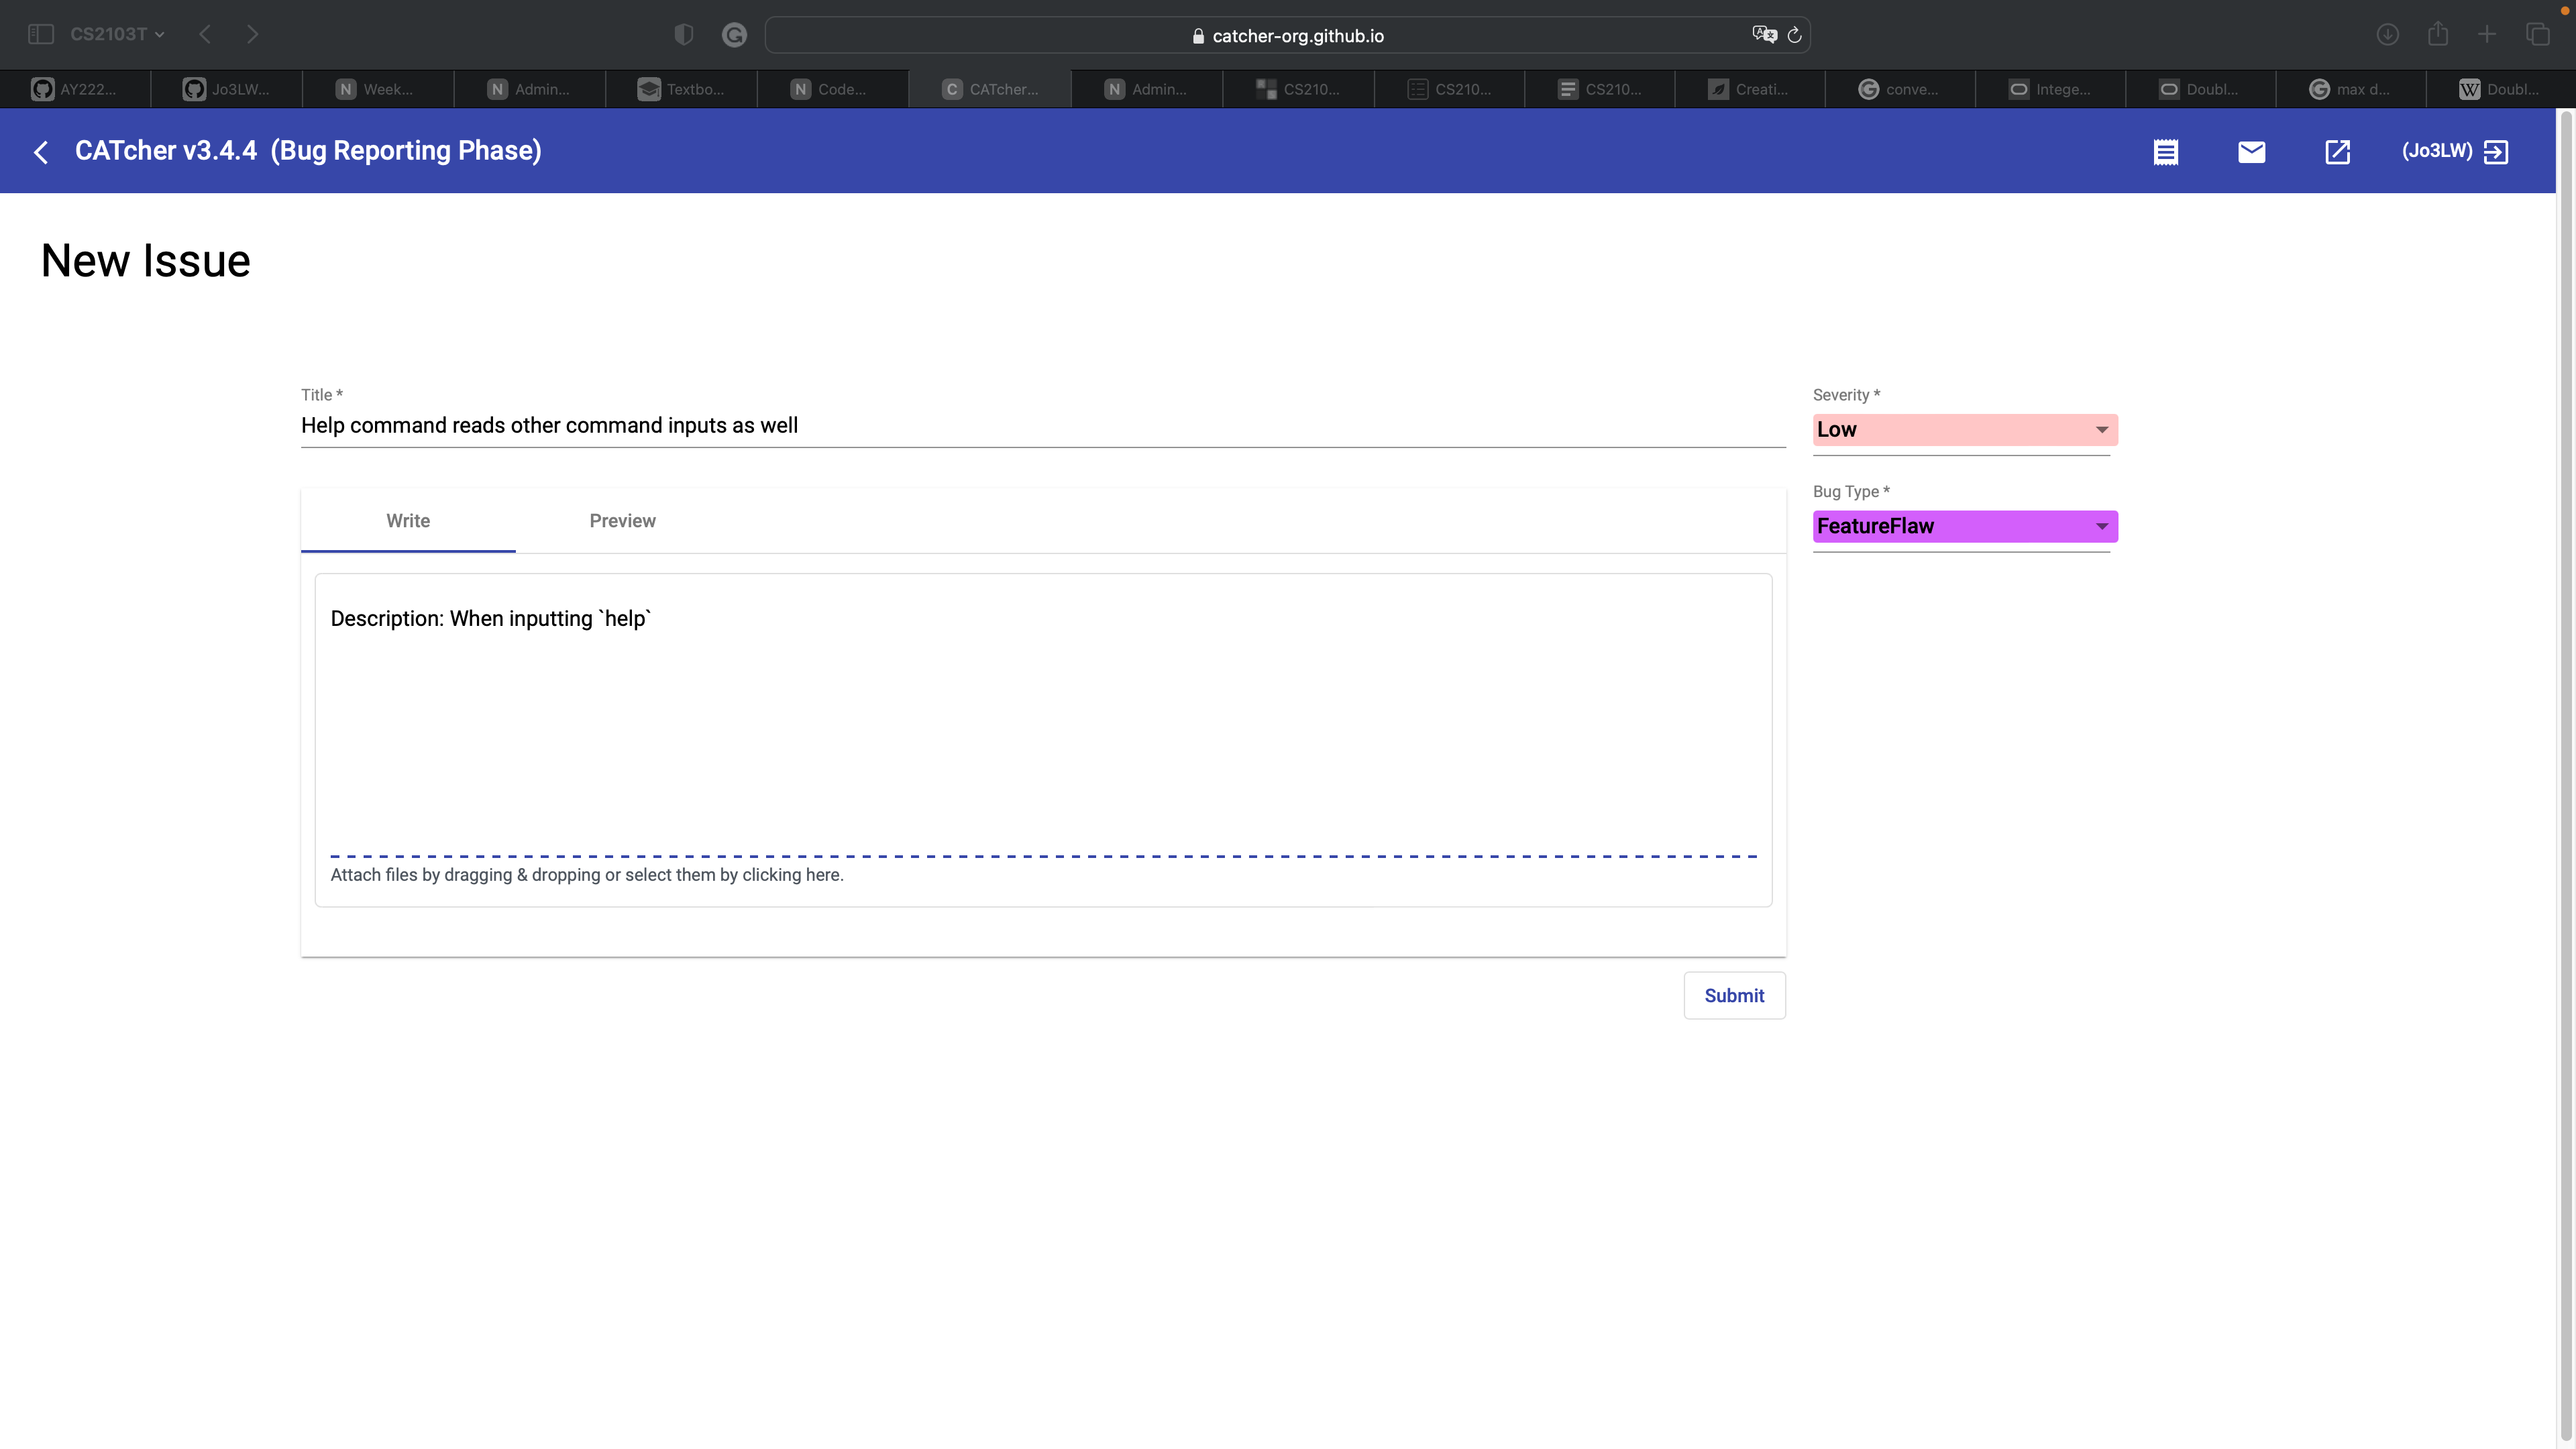 CS2103T
catcher-org.github.io
AY222...
Jo3LW...
Week...
Admin...
Textbo...
Code...
CATcher...
Admin...
CS210...
CS210...
CS210...
Creati...
conve...
Intege...
Doubl...
max d...
Doubl...
CATcher v3.4.4 (Bug Reporting Phase)
(Jo3LW)
New Issue
Title *
Help command reads other command inputs as well
Severity *
Low
Bug Type *
FeatureFlaw
Write
Preview
Description: When inputting `help`
Attach files by dragging & dropping or select them by clicking here.
Submit